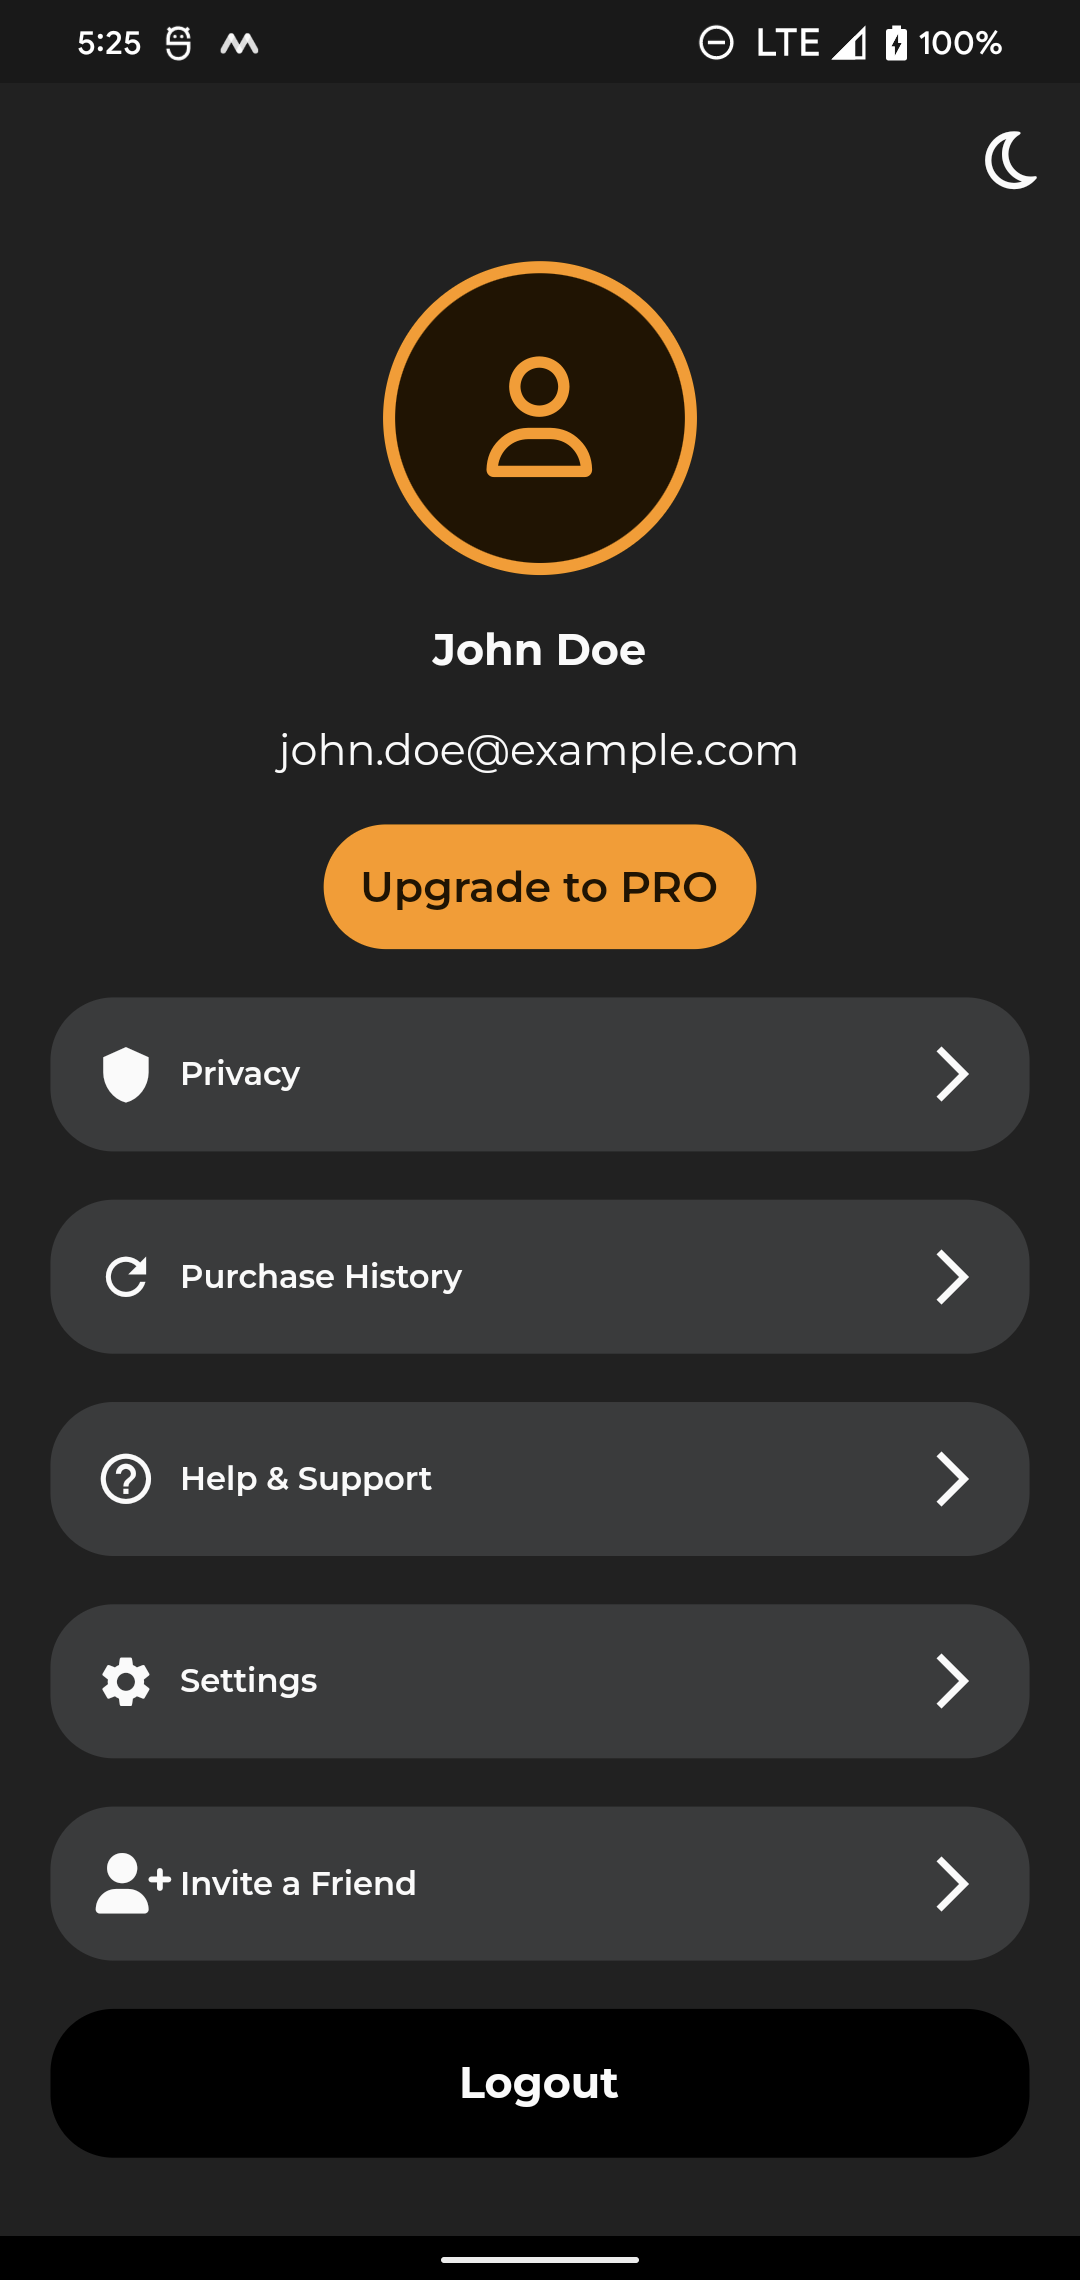 5:25 LTE 100%
John Doe
john.doe@example.com
Upgrade to PRO
Privacy
Purchase History
Help & Support
Settings
Invite a Friend
Logout